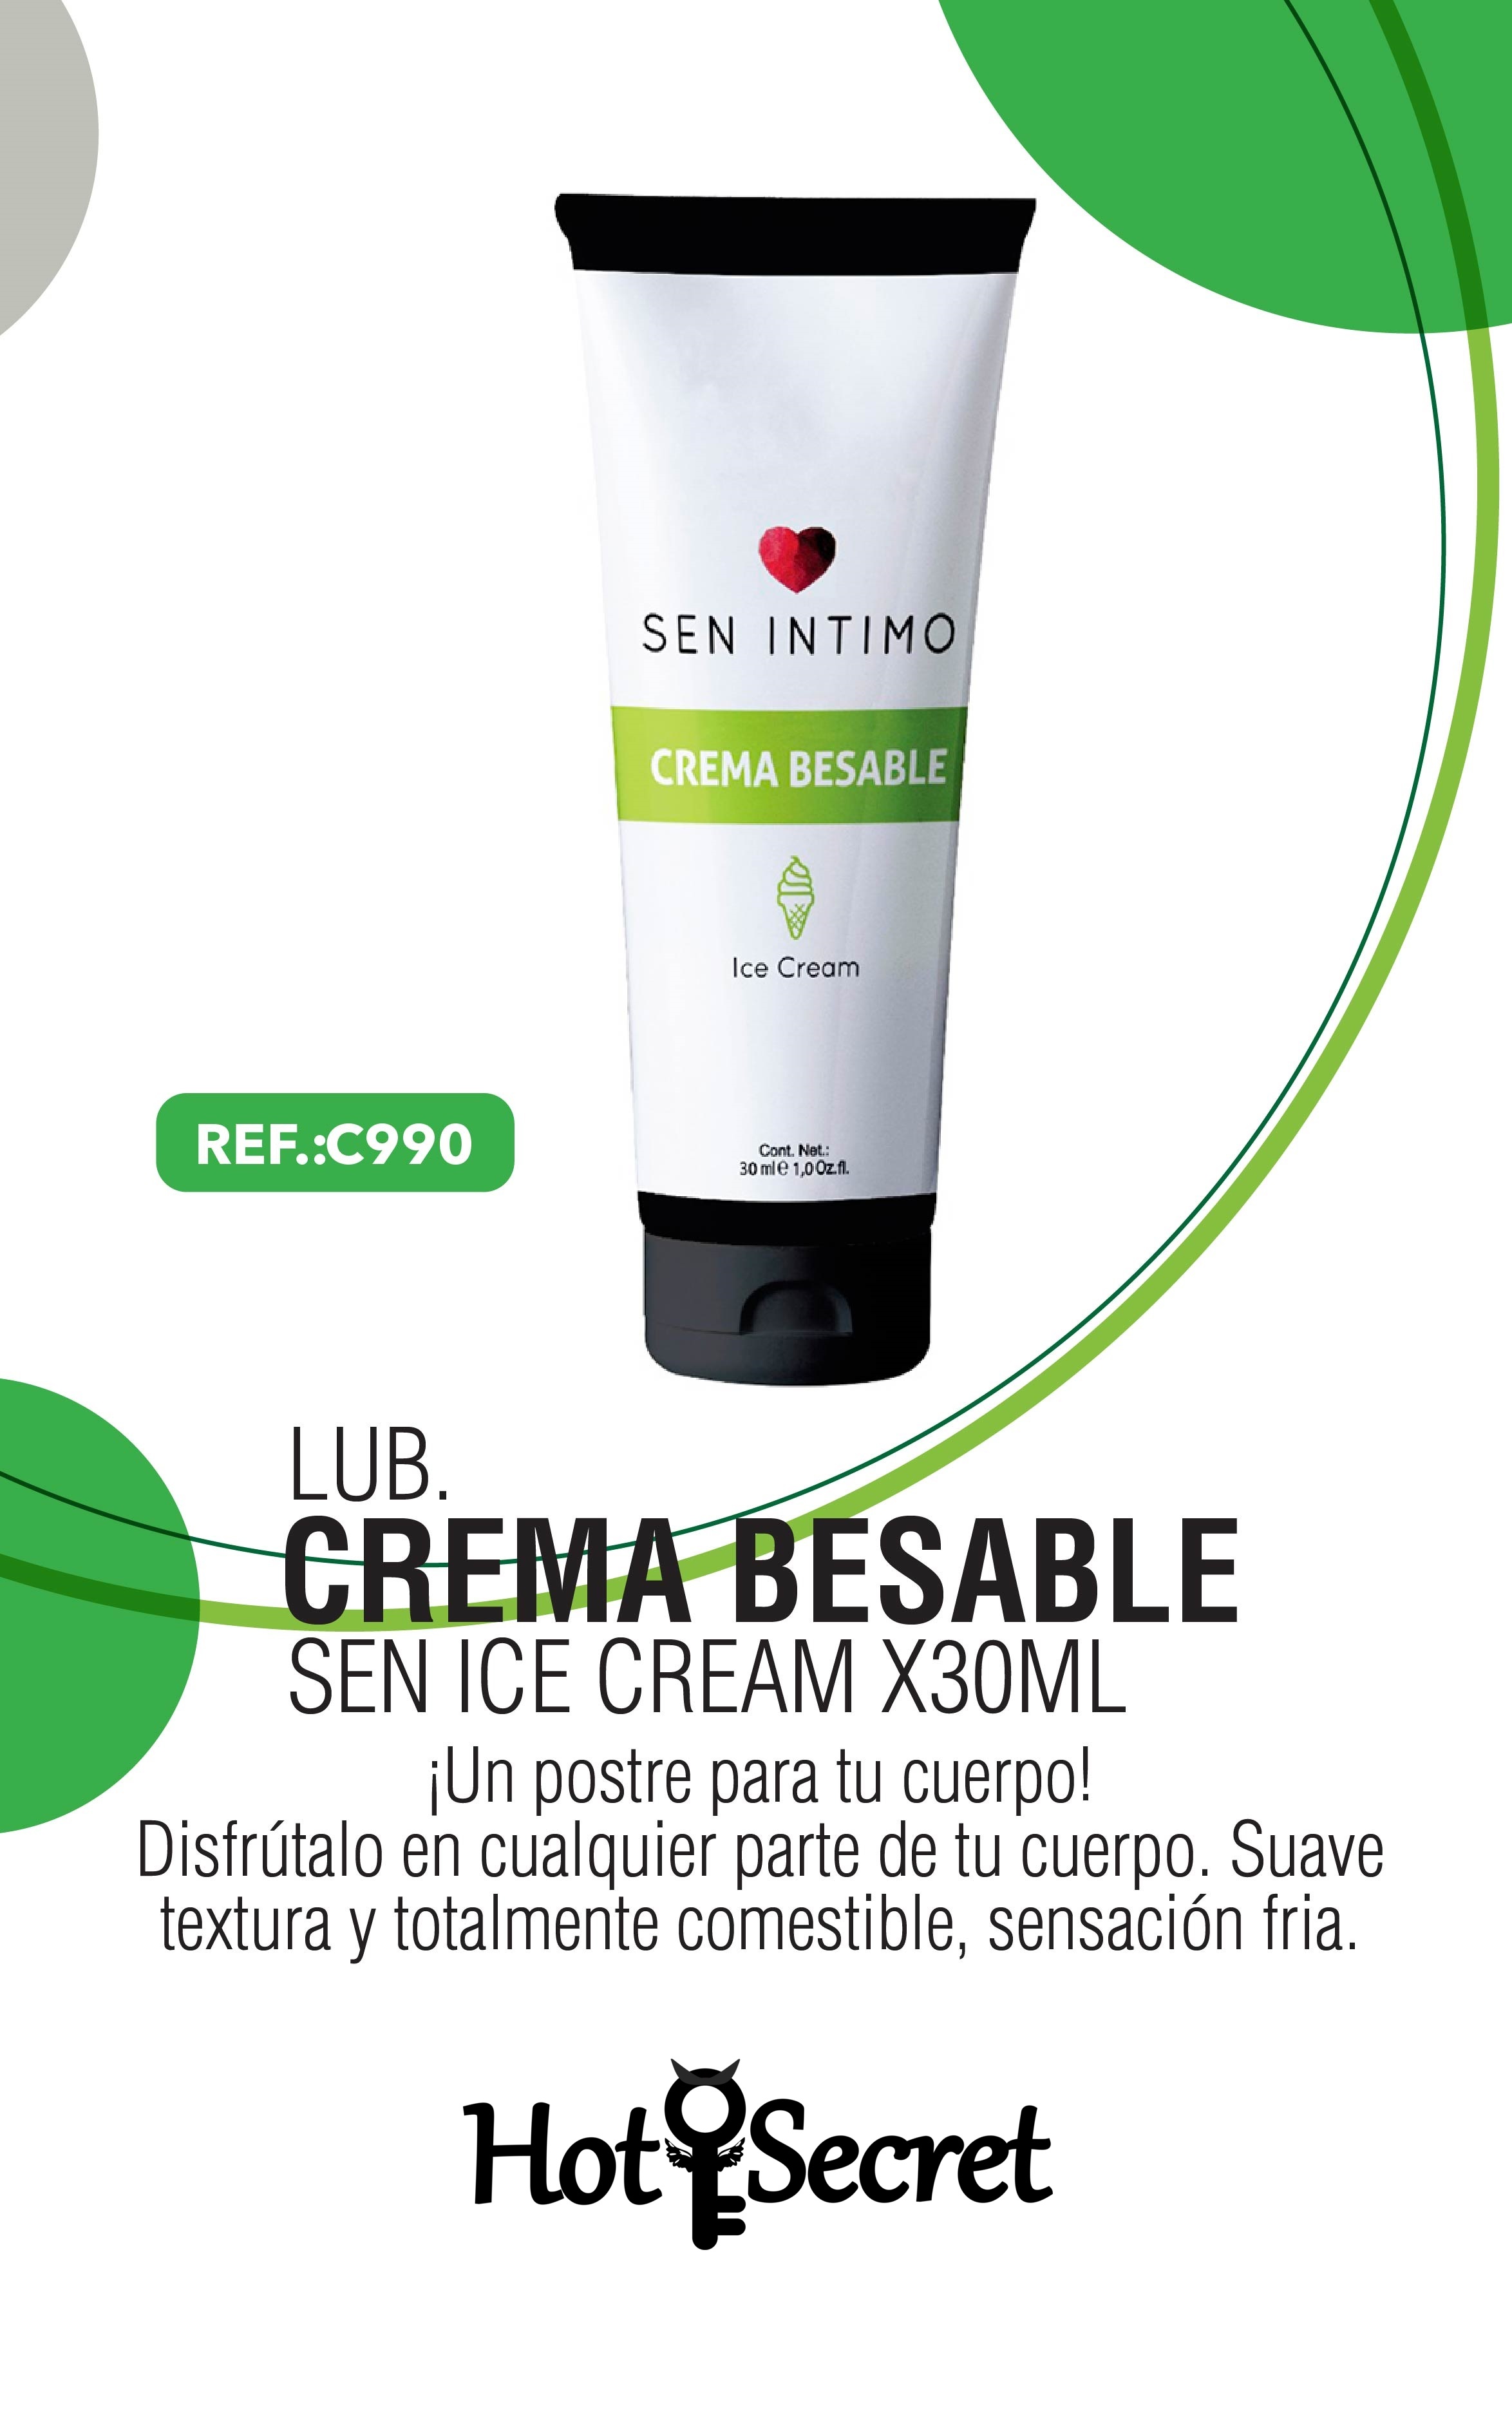 SEN INTIMO
CREMA BESABLE
Ice Cream
Cont. Net.:
30 ml e 1,0 Oz.fl.
REF.:C990
LUB.
CREMA BESABLE
SEN ICE CREAM X30ML
¡Un postre para tu cuerpo!
Disfrútalo en cualquier parte de tu cuerpo. Suave
textura y totalmente comestible, sensación fria.
Hot Secret